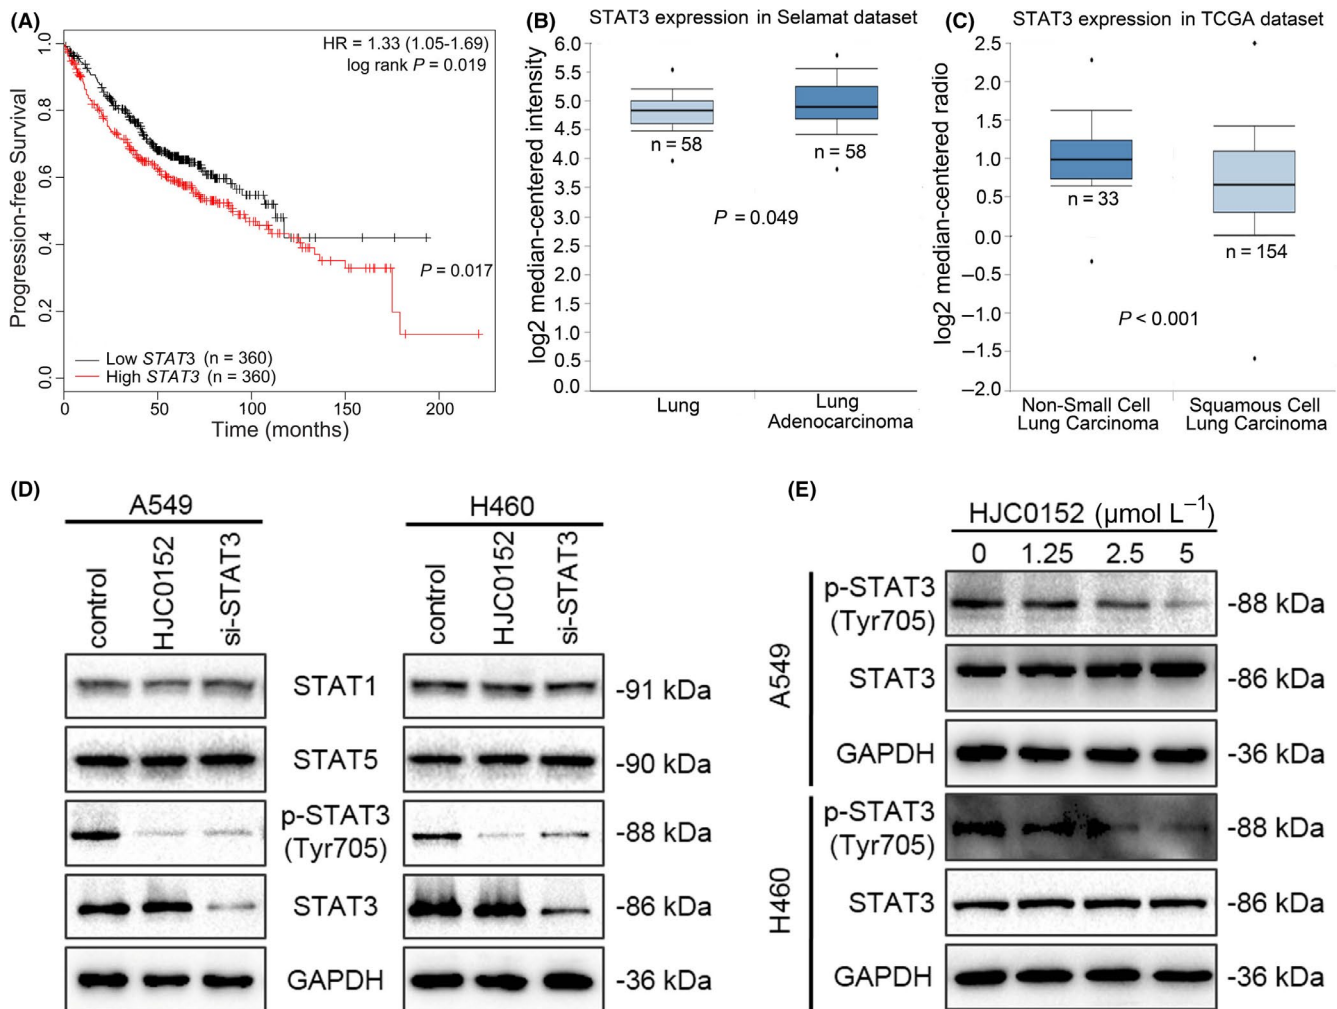 (A)
HR = 1.33 (1.05-1.69)
log rank P = 0.019
P = 0.017
Low STAT3 (n = 360)
High STAT3 (n = 360)
Progression-free Survival
1.0
0.8
0.6
0.4
0.2
0.0
0 50 100 150 200
Time (months)
(B)
STAT3 expression in Selamat dataset
log2 median-centered intensity
6.0
5.5
5.0
4.5
4.0
3.5
3.0
2.5
2.0
1.5
1.0
0.5
0.0
n = 58
n = 58
P = 0.049
Lung
Lung
Adenocarcinoma
(C)
STAT3 expression in TCGA dataset
log2 median-centered radio
2.5
2.0
1.5
1.0
0.5
0.0
−0.5
−1.0
−1.5
−2.0
n = 33
n = 154
P < 0.001
Non-Small Cell
Lung Carcinoma
Squamous Cell
Lung Carcinoma
(D)
A549
H460
control
HJC0152
si-STAT3
control
HJC0152
si-STAT3
STAT1
-91 kDa
STAT5
-90 kDa
p-STAT3
(Tyr705)
-88 kDa
STAT3
-86 kDa
GAPDH
-36 kDa
(E)
HJC0152 (μmol L⁻¹)
0 1.25 2.5 5
A549
p-STAT3
(Tyr705)
-88 kDa
STAT3
-86 kDa
GAPDH
-36 kDa
H460
p-STAT3
(Tyr705)
-88 kDa
STAT3
-86 kDa
GAPDH
-36 kDa